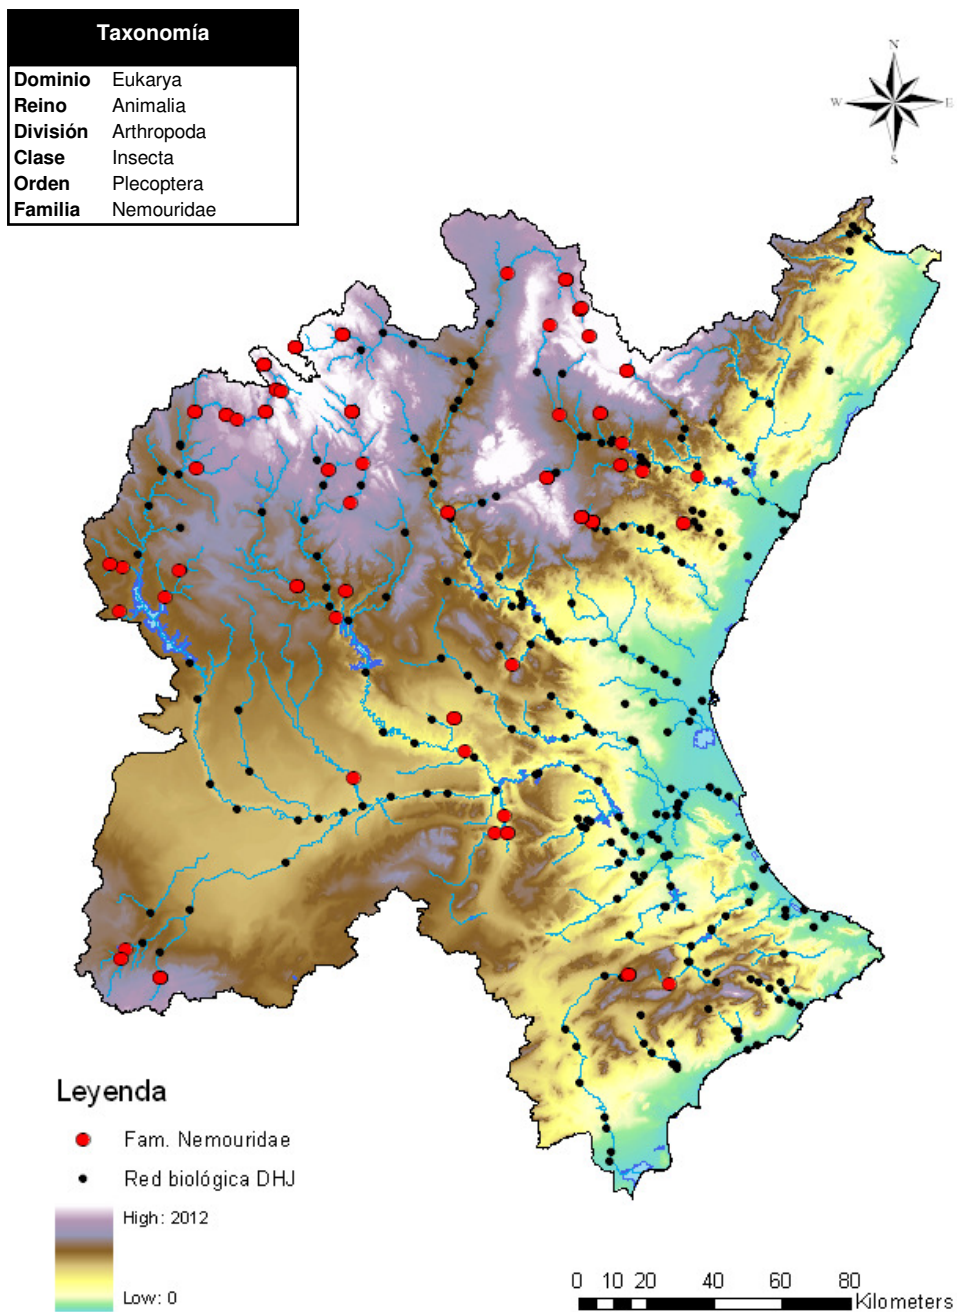 Taxonomía
Dominio Eukarya
Reino Animalia
División Arthropoda
Clase Insecta
Orden Plecoptera
Familia Nemouridae
N
W E
S
Leyenda
Fam. Nemouridae
Red biológica DHJ
High: 2012
Low: 0
0 10 20 40 60 80
Kilometers